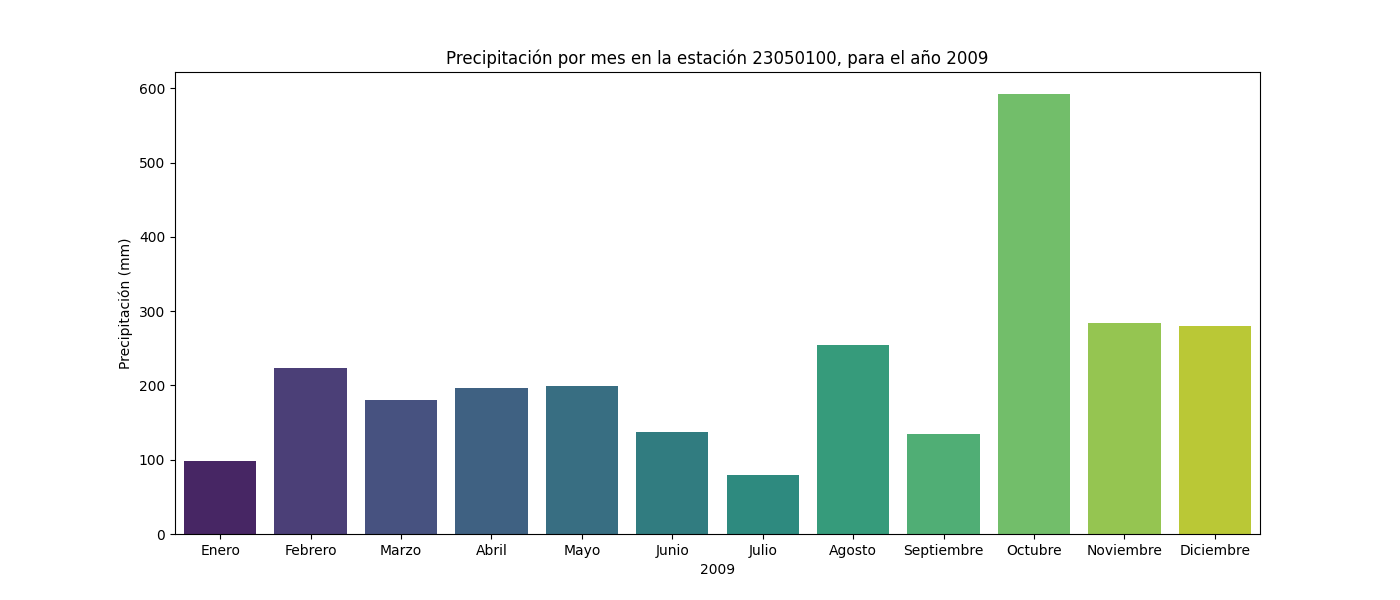 Precipitación por mes en la estación 23050100, para el año 2009
600
500
400
300
200
100
0
Precipitación (mm)
Enero Febrero Marzo Abril Mayo Junio Julio Agosto Septiembre Octubre Noviembre Diciembre
2009